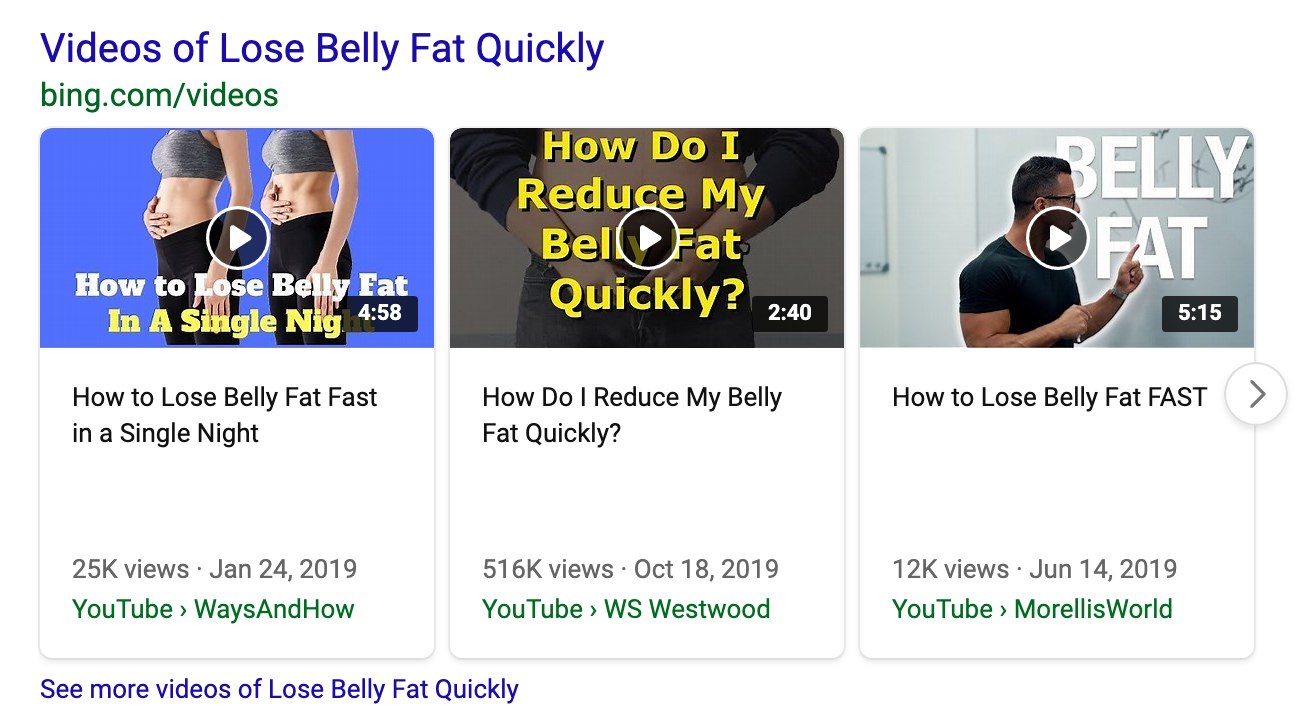 Videos of Lose Belly Fat Quickly
bing.com/videos
How to Lose Belly Fat
In A Single Night
4:58
How Do I
Reduce My
Belly Fat
Quickly?
2:40
BELLY
FAT
5:15
How to Lose Belly Fat Fast
in a Single Night
25K views · Jan 24, 2019
YouTube › WaysAndHow
How Do I Reduce My Belly
Fat Quickly?
516K views · Oct 18, 2019
YouTube › WS Westwood
How to Lose Belly Fat FAST
12K views · Jun 14, 2019
YouTube › MorellisWorld
See more videos of Lose Belly Fat Quickly